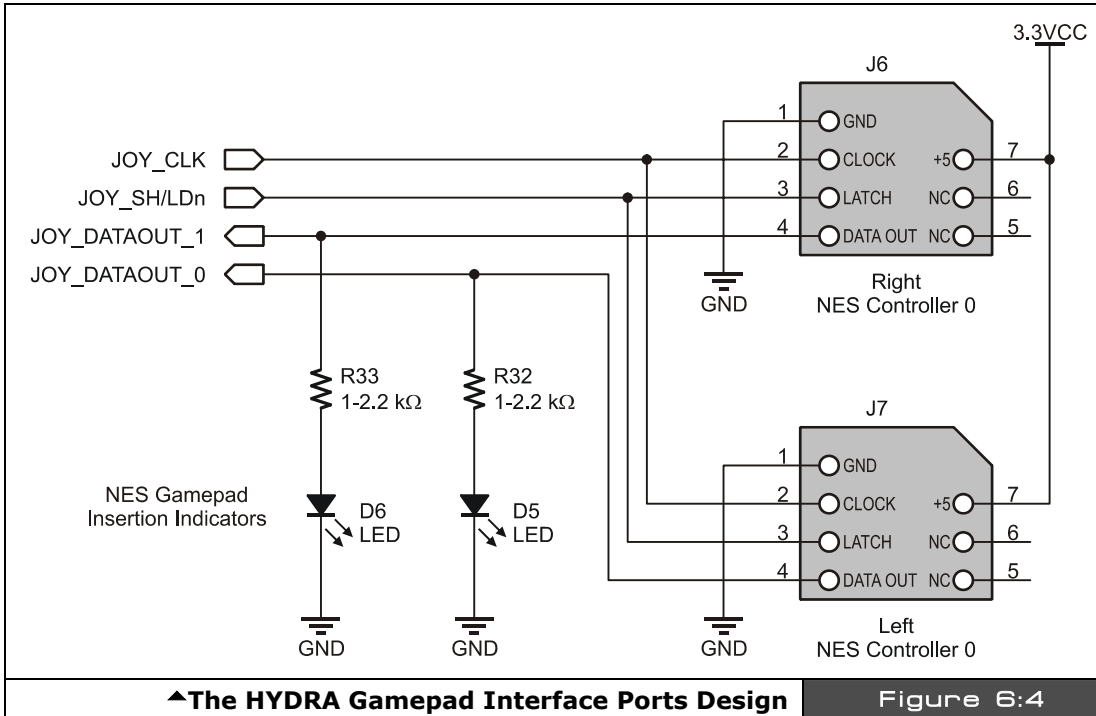 3.3VCC
J6
1
GND
JOY_CLK
2
CLOCK
+5
7
JOY_SH/LDn
3
LATCH
NC
6
JOY_DATAOUT_1
4
DATA OUT
NC
5
JOY_DATAOUT_0
GND
Right
NES Controller 0
R33
1-2.2 kΩ
R32
1-2.2 kΩ
J7
1
GND
2
CLOCK
+5
7
3
LATCH
NC
6
4
DATA OUT
NC
5
NES Gamepad
Insertion Indicators
D6
LED
D5
LED
GND
GND
GND
Left
NES Controller 0
▲The HYDRA Gamepad Interface Ports Design
Figure 6:4